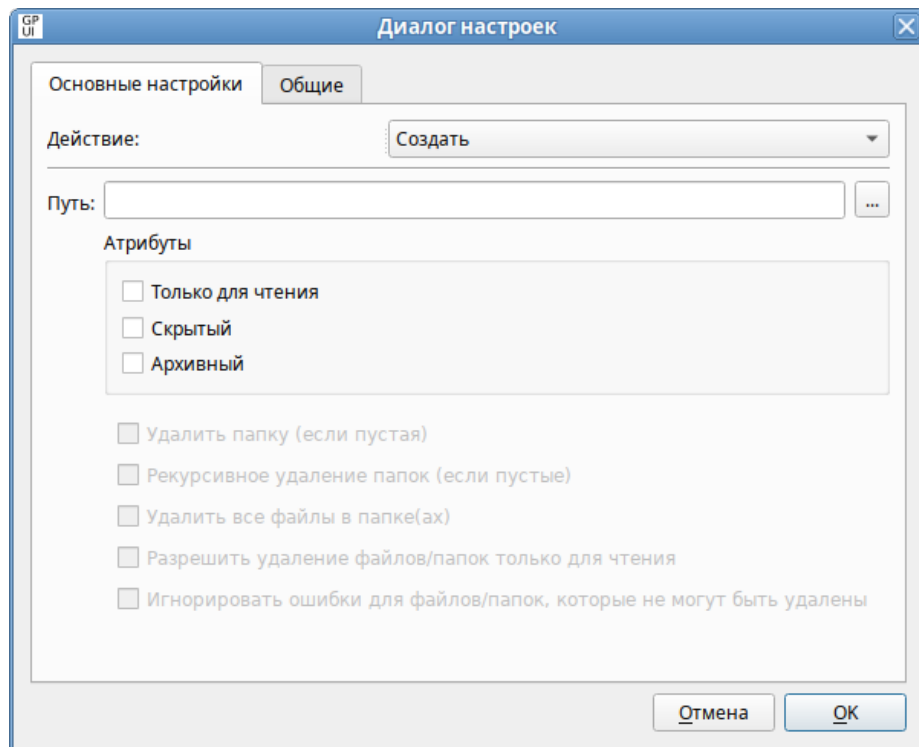 GP
UI
Диалог настроек
Основные настройки
Общие
Действие:
Создать
Путь:
...
Атрибуты
Только для чтения
Скрытый
Архивный
Удалить папку (если пустая)
Рекурсивное удаление папок (если пустые)
Удалить все файлы в папке(ах)
Разрешить удаление файлов/папок только для чтения
Игнорировать ошибки для файлов/папок, которые не могут быть удалены
Отмена
OK